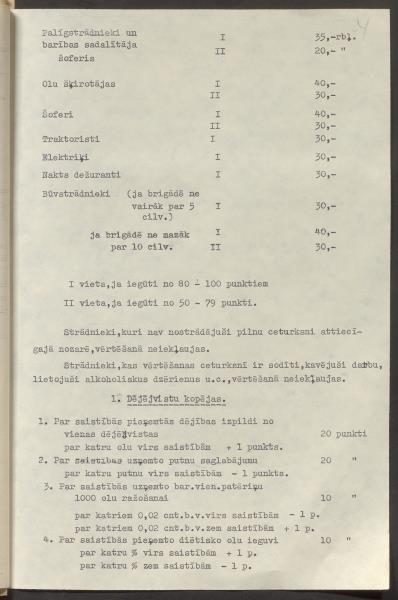 4
Palīgstrādnieki un I 35,-rbļ.
barības sadalītāja II 20,- "
šoferis
Olu šķirotājas I 40,-
II 30,-
Šoferi I 40,-
II 30,-
Traktoristi I 30,-
Elektriķi I 30,-
Nakts dežuranti I 30,-
Būvstrādnieki (ja brigādē ne
vairāk par 5 I 30,-
cilv.)
ja brigādē ne mazāk I 40,-
par 10 cilv. II 30,-
I vieta,ja iegūti no 80 - 100 punktiem
II vieta,ja iegūti no 50 - 79 punkti.
Strādnieki,kuri nav nostrādājuši pilnu ceturksni attiecī-
gajā nozarē,vērtēšanā neiekļaujas.
Strādnieki,kas vērtēšanas ceturksnī ir sodīti,kavējuši darbu,
lietojuši alkoholiskus dzērienus u.c.,vērtēšanā neiekļaujas.
1. Dējējvistu kopējas.
1. Par saistībās pieņemtās dējības izpildi no
vienas dējējvistas 20 punkti
par katru olu virs saistībām + 1 punkts.
2. Par saistībās uzņemto putnu saglabājumu 20 "
par katru putnu virs saistībām - 1 punkts.
3. Par saistībās uzņemto bar.vien.patēriņu
1000 olu ražošanai 10 "
par katriem 0,02 cnt.b.v.virs saistībām - 1 p.
par katriem 0,02 cnt.b.v.zem saistībām + 1 p.
4. Par saistībās pieņemto diētisko olu ieguvi 10 "
par katru % virs saistībām + 1 p.
par katru % zem saistībām - 1 p.